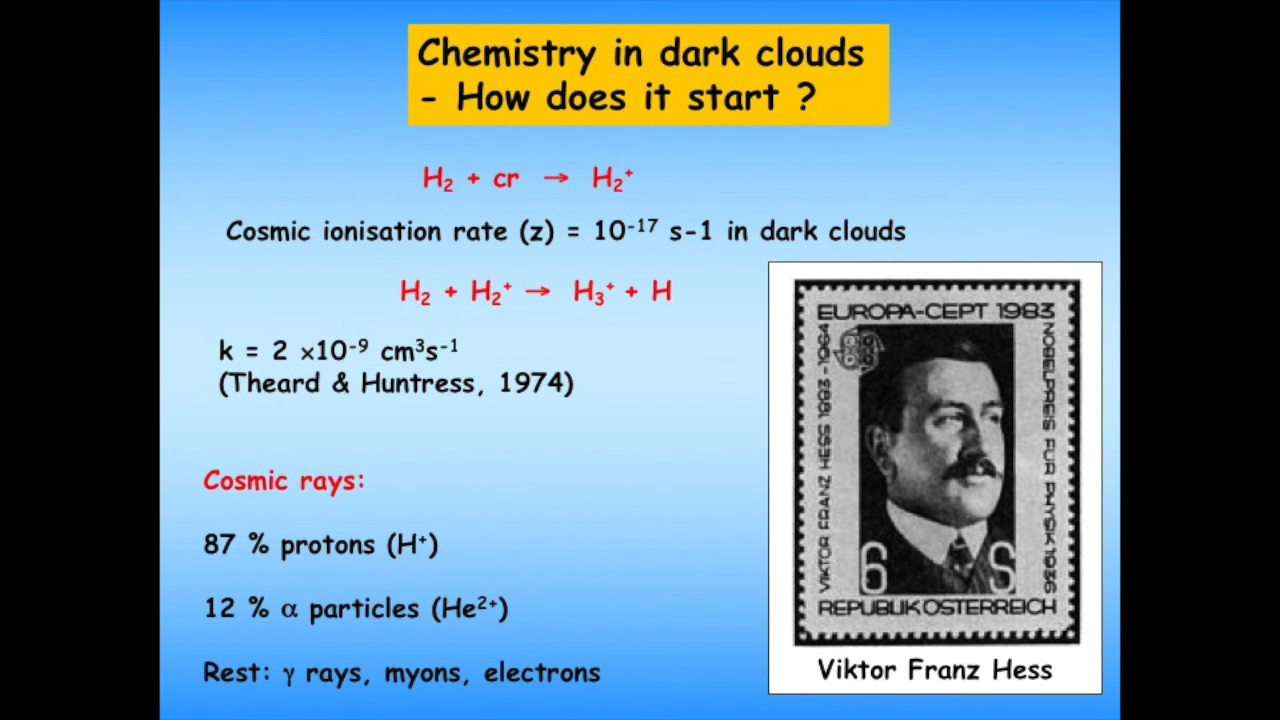 Chemistry in dark clouds
- How does it start ?
H₂ + cr → H₂⁺
Cosmic ionisation rate (z) = 10⁻¹⁷ s-1 in dark clouds
H₂ + H₂⁺ → H₃⁺ + H
k = 2 ×10⁻⁹ cm³s⁻¹
(Theard & Huntress, 1974)
Cosmic rays:
87 % protons (H⁺)
12 % α particles (He²⁺)
Rest: γ rays, myons, electrons
EUROPA-CEPT 1983
VIKTOR FRANZ HESS 1883-1964
NOBELPREIS FUR PHYSIK 1936
6 S
REPUBLIK OSTERREICH
Viktor Franz Hess